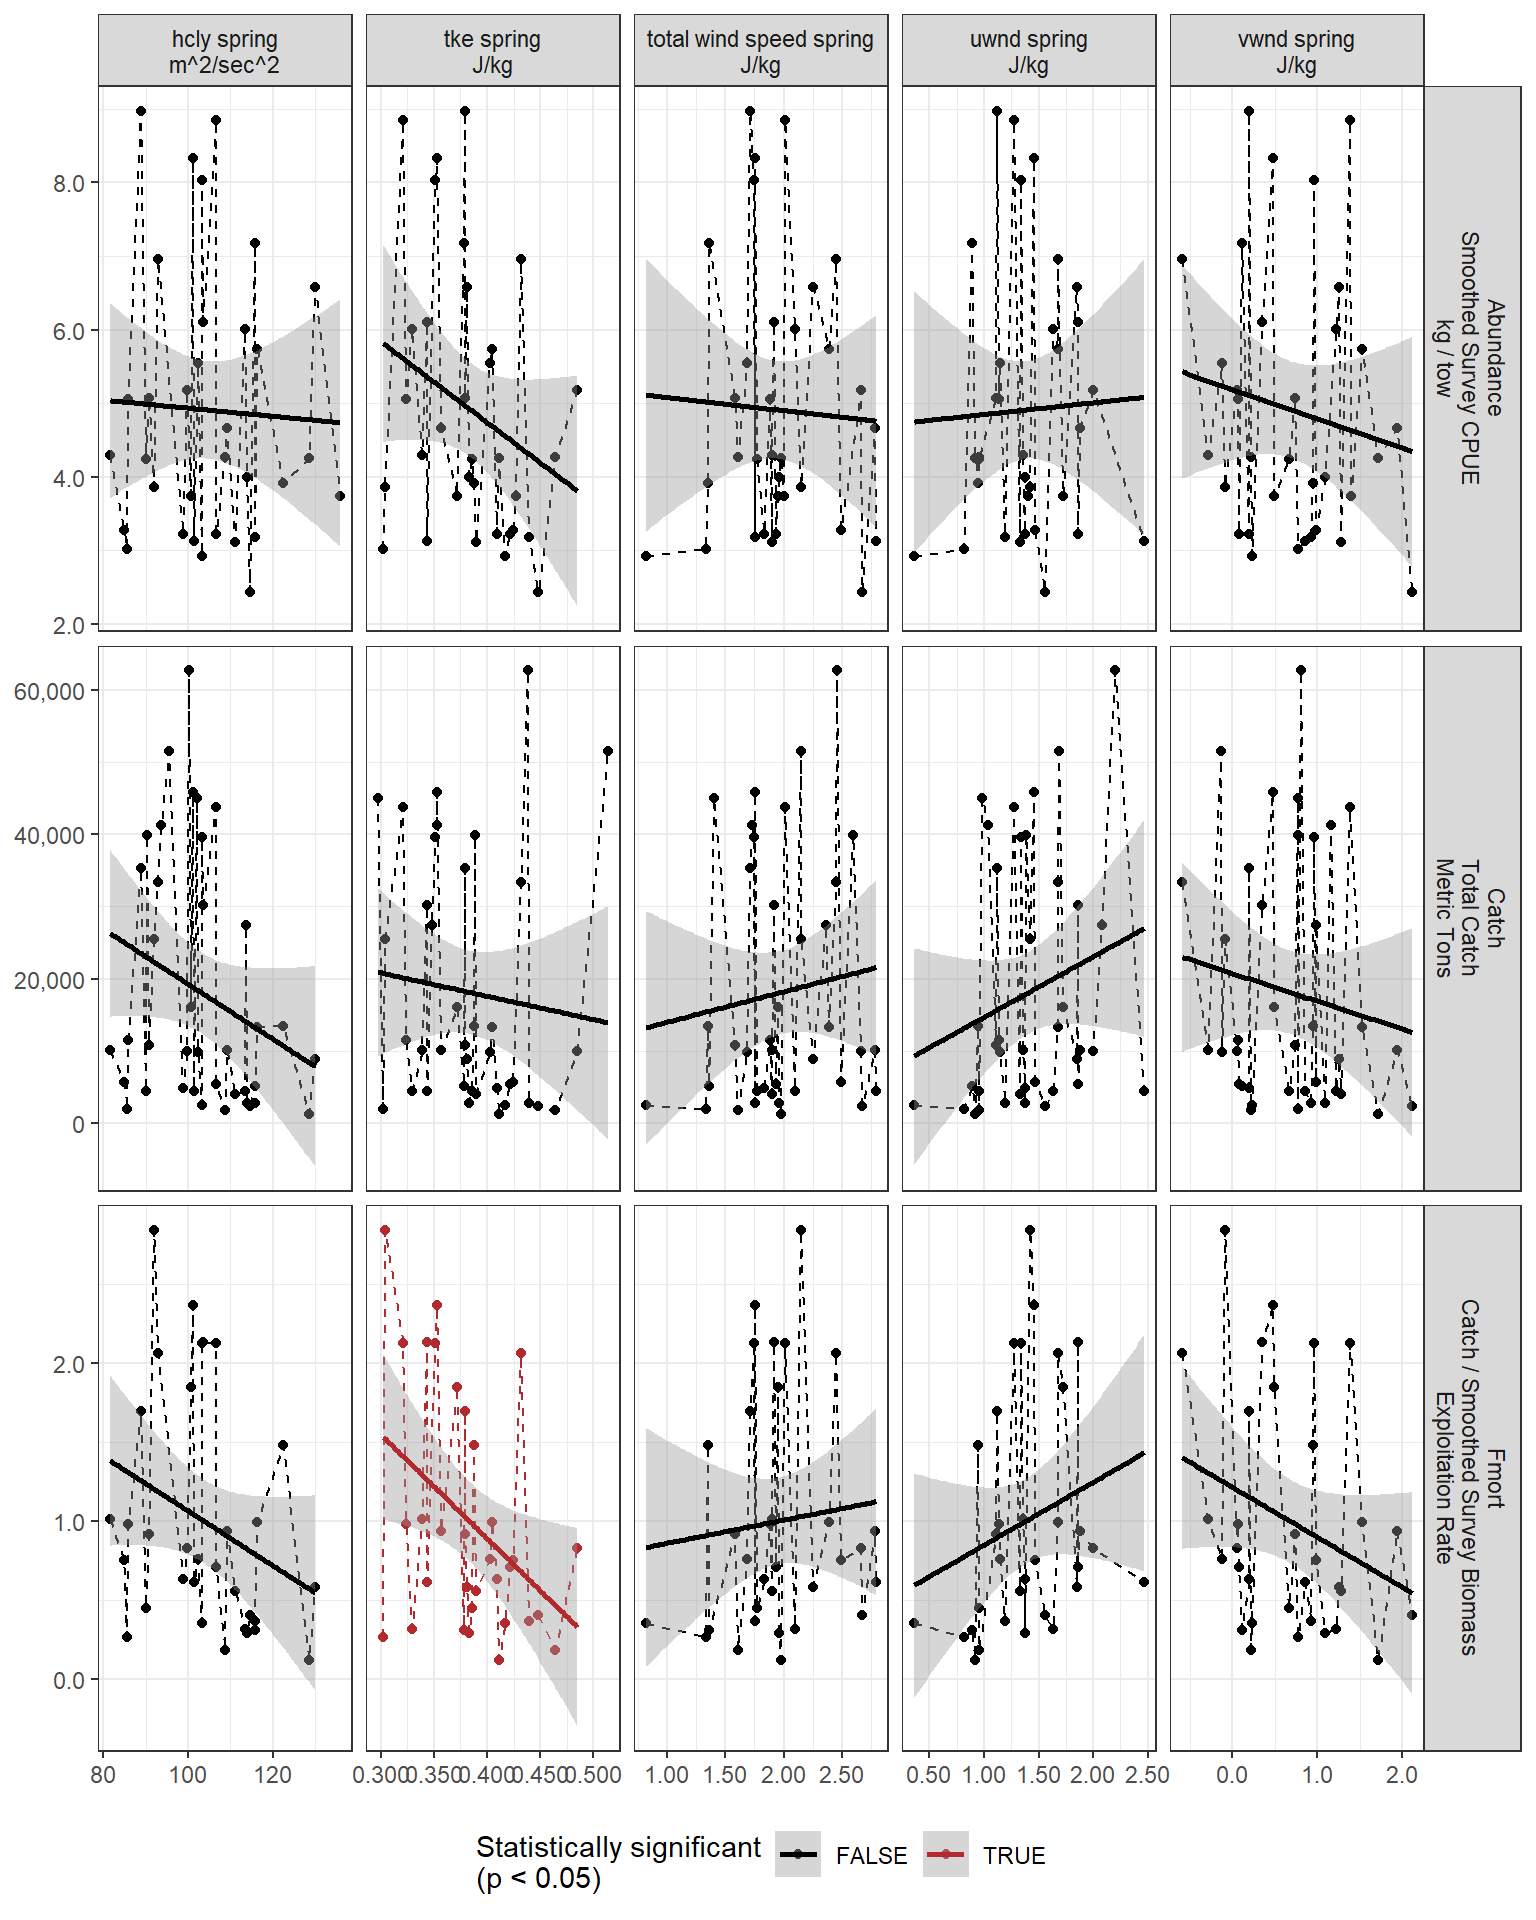 hcly spring
m^2/sec^2
tke spring
J/kg
total wind speed spring
J/kg
uwnd spring
J/kg
vwnd spring
J/kg
8.0
6.0
4.0
2.0
Abundance
Smoothed Survey CPUE
kg / tow
60,000
40,000
20,000
0
Catch
Total Catch
Metric Tons
2.0
1.0
0.0
Fmort
Catch / Smoothed Survey Biomass
Exploitation Rate
80 100 120
0.300 0.350 0.400 0.450 0.500
1.00 1.50 2.00 2.50
0.50 1.00 1.50 2.00 2.50
0.0 1.0 2.0
Statistically significant
(p < 0.05)
FALSE
TRUE